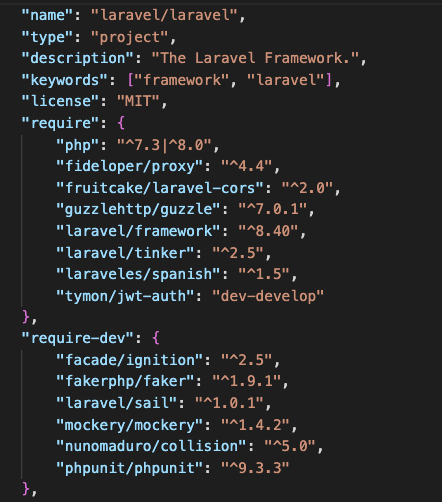 "name": "laravel/laravel",
"type": "project",
"description": "The Laravel Framework.",
"keywords": ["framework", "laravel"],
"license": "MIT",
"require": {
"php": "^7.3|^8.0",
"fideloper/proxy": "^4.4",
"fruitcake/laravel-cors": "^2.0",
"guzzlehttp/guzzle": "^7.0.1",
"laravel/framework": "^8.40",
"laravel/tinker": "^2.5",
"laraveles/spanish": "^1.5",
"tymon/jwt-auth": "dev-develop"
},
"require-dev": {
"facade/ignition": "^2.5",
"fakerphp/faker": "^1.9.1",
"laravel/sail": "^1.0.1",
"mockery/mockery": "^1.4.2",
"nunomaduro/collision": "^5.0",
"phpunit/phpunit": "^9.3.3"
},